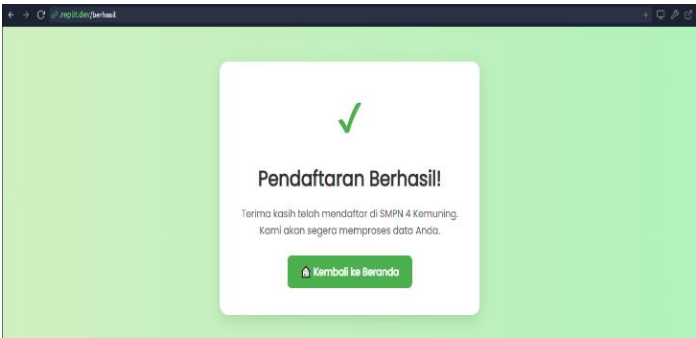 .replit.dev/berhasil
Pendaftaran Berhasil!
Terima kasih telah mendaftar di SMPN 4 Kemuning.
Kami akan segera memproses data Anda.
Kembali ke Beranda